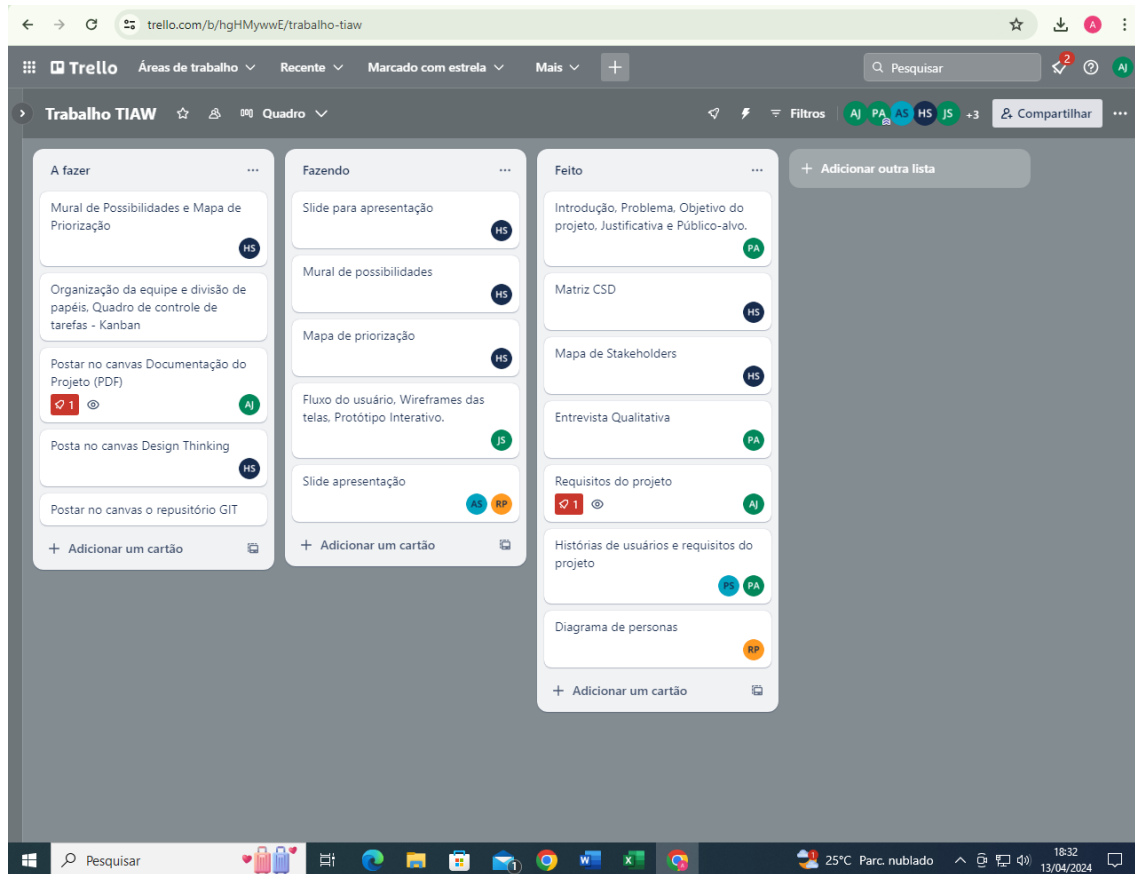 trello.com/b/hgHMywwE/trabalho-tiaw
A
Trello
Áreas de trabalho
Recente
Marcado com estrela
Mais
Pesquisar
2
AJ
Trabalho TIAW
Quadro
Filtros
AJ
PA
AS
HS
JS
+3
Compartilhar
A fazer
Mural de Possibilidades e Mapa de
Priorização
HS
Organização da equipe e divisão de
papéis, Quadro de controle de
tarefas - Kanban
Postar no canvas Documentação do
Projeto (PDF)
1
AJ
Posta no canvas Design Thinking
HS
Postar no canvas o repusitório GIT
+ Adicionar um cartão
Fazendo
Slide para apresentação
HS
Mural de possibilidades
HS
Mapa de priorização
HS
Fluxo do usuário, Wireframes das
telas, Protótipo Interativo.
JS
Slide apresentação
AS RP
+ Adicionar um cartão
Feito
Introdução, Problema, Objetivo do
projeto, Justificativa e Público-alvo.
PA
Matriz CSD
HS
Mapa de Stakeholders
HS
Entrevista Qualitativa
PA
Requisitos do projeto
1
AJ
Histórias de usuários e requisitos do
projeto
PS PA
Diagrama de personas
RP
+ Adicionar um cartão
+ Adicionar outra lista
Pesquisar
1
W
X
1
25°C Parc. nublado
18:32
13/04/2024